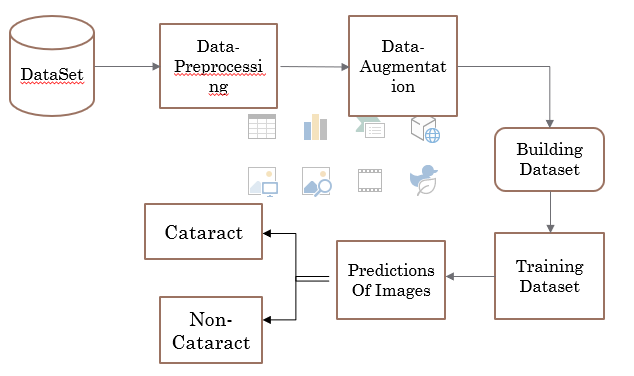 DataSet
Data-
Preprocessi
ng
Data-
Augmentat
ion
Building
Dataset
Training
Dataset
Predictions
Of Images
Cataract
Non-
Cataract